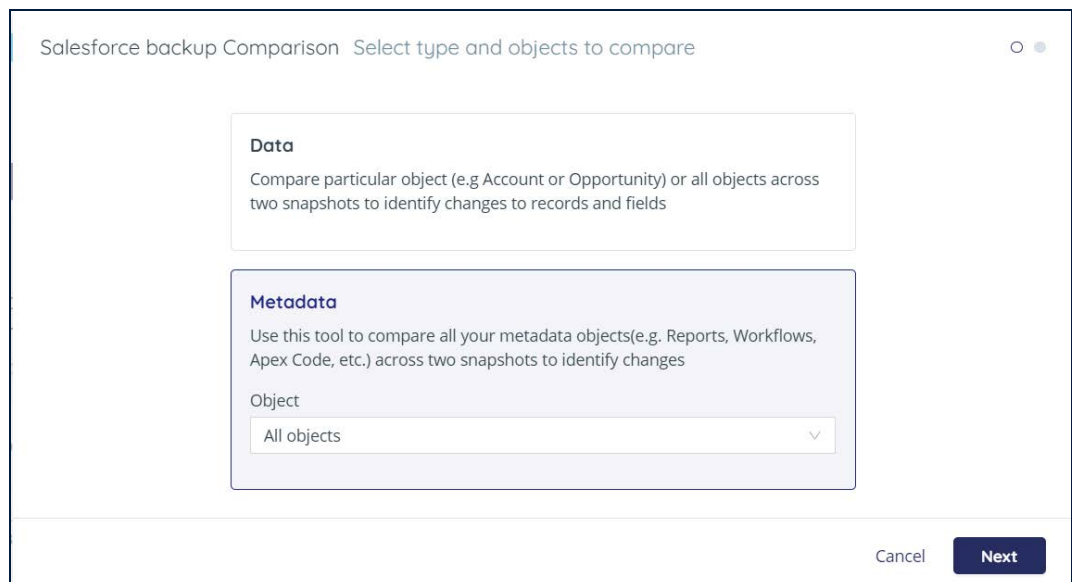 Salesforce backup Comparison Select type and objects to compare
Data
Compare particular object (e.g Account or Opportunity) or all objects across
two snapshots to identify changes to records and fields
Metadata
Use this tool to compare all your metadata objects(e.g. Reports, Workflows,
Apex Code, etc.) across two snapshots to identify changes
Object
All objects
Cancel Next